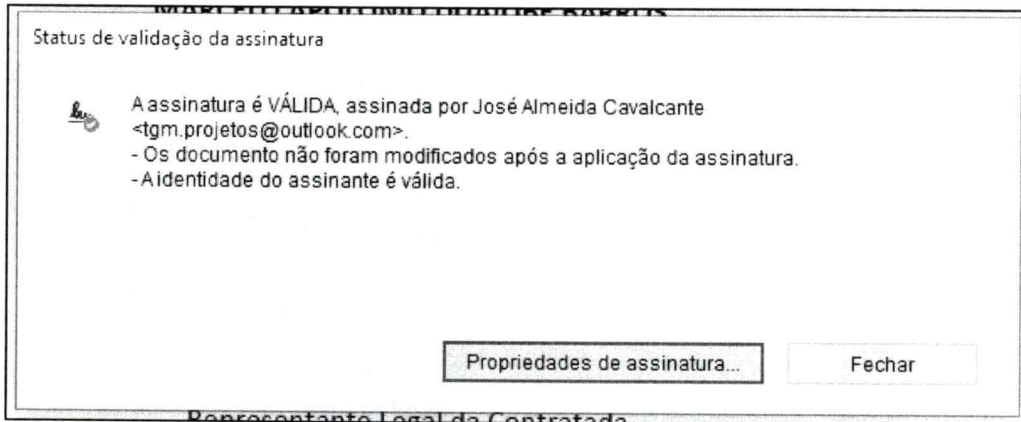 Status de validação da assinatura
A assinatura é VÁLIDA, assinada por José Almeida Cavalcante
<tgm.projetos@outlook.com>.
- Os documento não foram modificados após a aplicação da assinatura.
- A identidade do assinante é válida.
Propriedades de assinatura...
Fechar
Representante Legal da Contratada